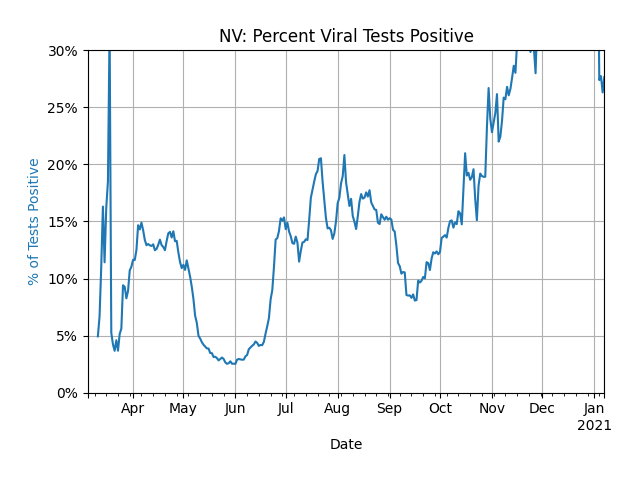 NV: Percent Viral Tests Positive
30%
25%
20%
15%
10%
5%
0%
% of Tests Positive
Apr May Jun Jul Aug Sep Oct Nov Dec Jan
2021
Date